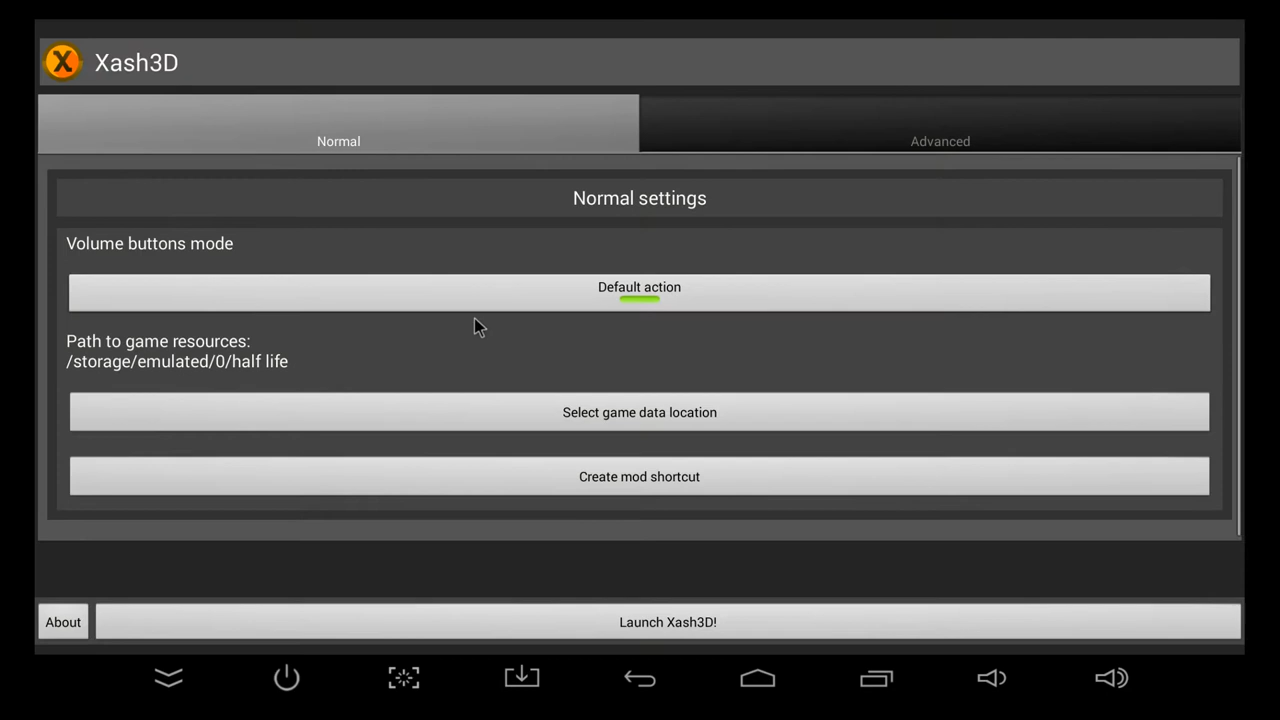 X Xash3D
Normal
Advanced
Normal settings
Volume buttons mode
Default action
Path to game resources:
/storage/emulated/0/half life
Select game data location
Create mod shortcut
About
Launch Xash3D!